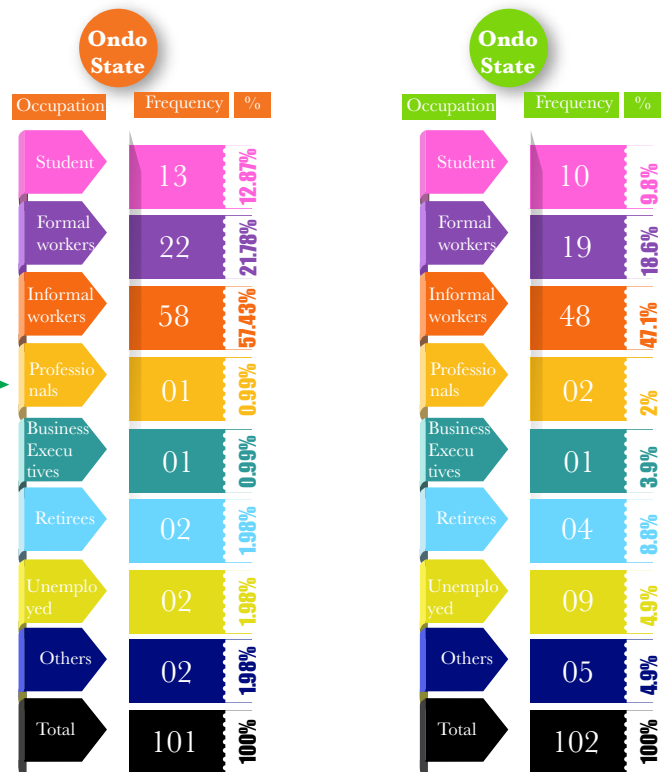 Ondo
State
Occupation Frequency %
Student 13 12.87%
Formal
workers 22 21.78%
Informal
workers 58 57.43%
Professio
nals 01 0.99%
Business
Execu
tives 01 0.99%
Retirees 02 1.98%
Unemplo
yed 02 1.98%
Others 02 1.98%
Total 101 100%
Ondo
State
Occupation Frequency %
Student 10 9.8%
Formal
workers 19 18.6%
Informal
workers 48 47.1%
Professio
nals 02 2%
Business
Execu
tives 01 3.9%
Retirees 04 8.8%
Unemplo
yed 09 4.9%
Others 05 4.9%
Total 102 100%